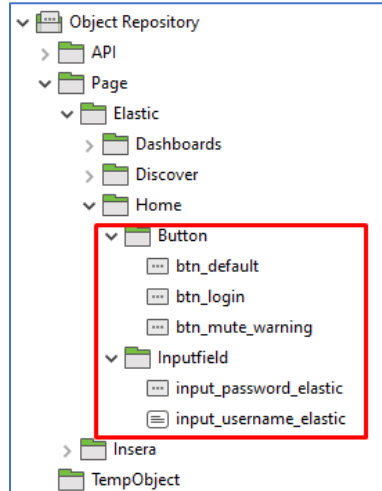 Object Repository
API
Page
Elastic
Dashboards
Discover
Home
Button
btn_default
btn_login
btn_mute_warning
Inputfield
input_password_elastic
input_username_elastic
Insera
TempObject